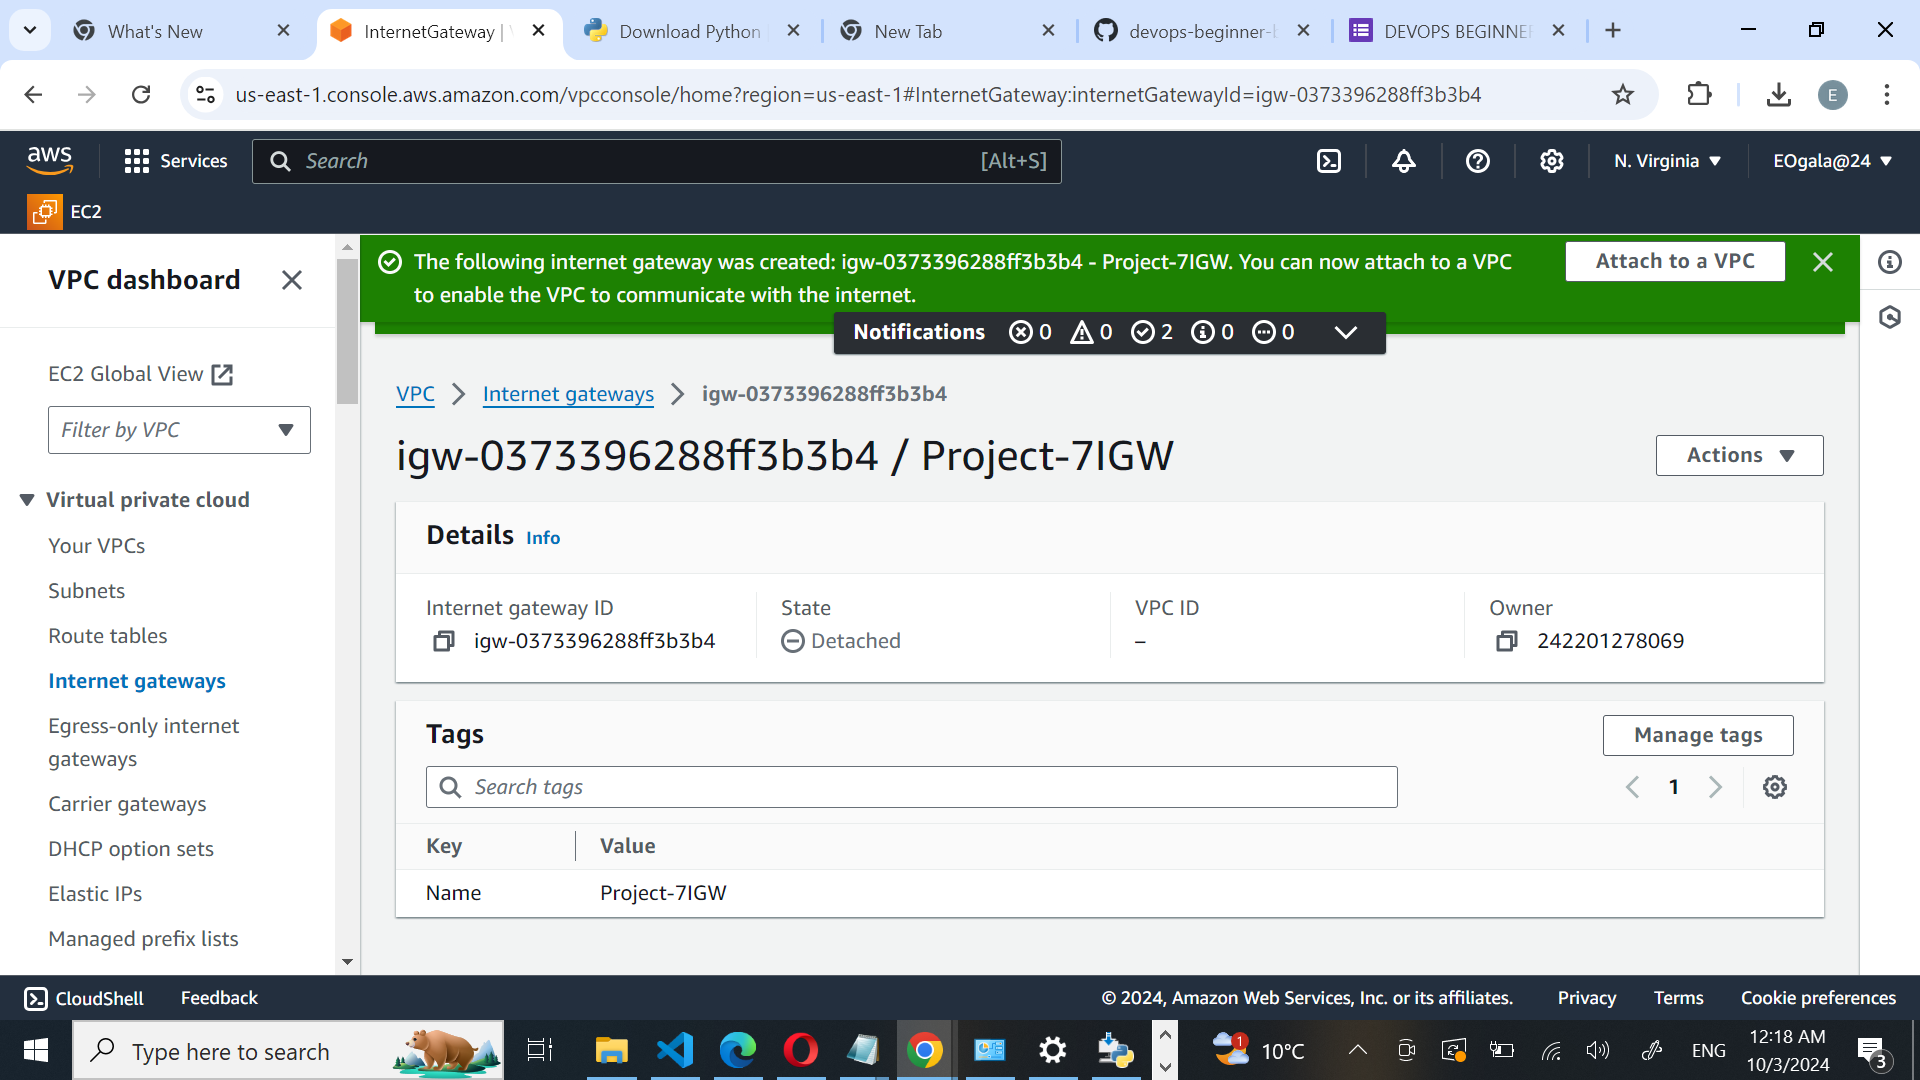 What's New
InternetGateway | V
Download Python
New Tab
devops-beginner-b
DEVOPS BEGINNER
us-east-1.console.aws.amazon.com/vpcconsole/home?region=us-east-1#InternetGateway:internetGatewayId=igw-0373396288ff3b3b4
E
aws
Services
Search
[Alt+S]
N. Virginia
EOgala@24
EC2
VPC dashboard
EC2 Global View
Filter by VPC
Virtual private cloud
Your VPCs
Subnets
Route tables
Internet gateways
Egress-only internet
gateways
Carrier gateways
DHCP option sets
Elastic IPs
Managed prefix lists
The following internet gateway was created: igw-0373396288ff3b3b4 - Project-7IGW. You can now attach to a VPC
to enable the VPC to communicate with the internet.
Attach to a VPC
Notifications 0 0 2 0 0
VPC
Internet gateways
igw-0373396288ff3b3b4
igw-0373396288ff3b3b4 / Project-7IGW
Actions
Details Info
Internet gateway ID
igw-0373396288ff3b3b4
State
Detached
VPC ID
–
Owner
242201278069
Tags
Manage tags
Search tags
1
Key
Value
Name
Project-7IGW
CloudShell
Feedback
© 2024, Amazon Web Services, Inc. or its affiliates.
Privacy
Terms
Cookie preferences
Type here to search
1
10°C
ENG
12:18 AM
10/3/2024
3